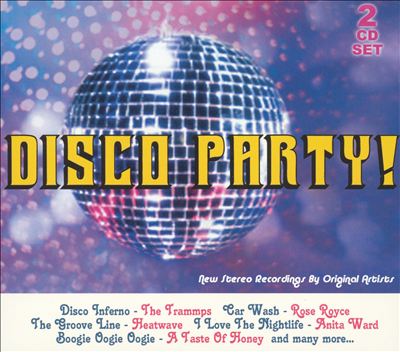 2
CD
SET
DISCO PARTY!
New Stereo Recordings By Original Artists
Disco Inferno - The Trammps Car Wash - Rose Royce
The Groove Line - Heatwave I Love The Nightlife - Anita Ward
Boogie Oogie Oogie - A Taste Of Honey and many more...